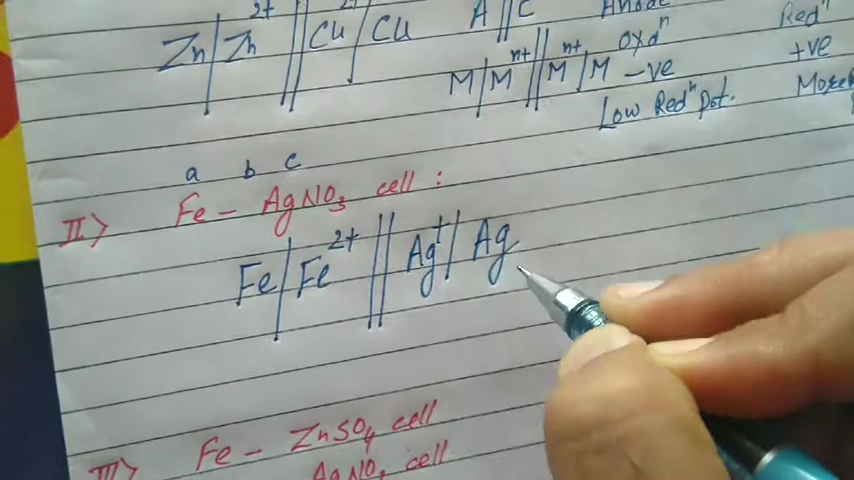 Zn | Zn²⁺ || Cu²⁺ | Cu A || C Anode Redⁿ
M | Mⁿ⁺ || Mⁿ⁺ | M Oxdⁿ +ve
-ve
Low Redⁿ pot.
a b c
II> Fe - AgNO₃ cell :
Fe | Fe²⁺ || Ag⁺ | Ag
III> Fe - ZnSO₄ cell
AgNO₃ cell